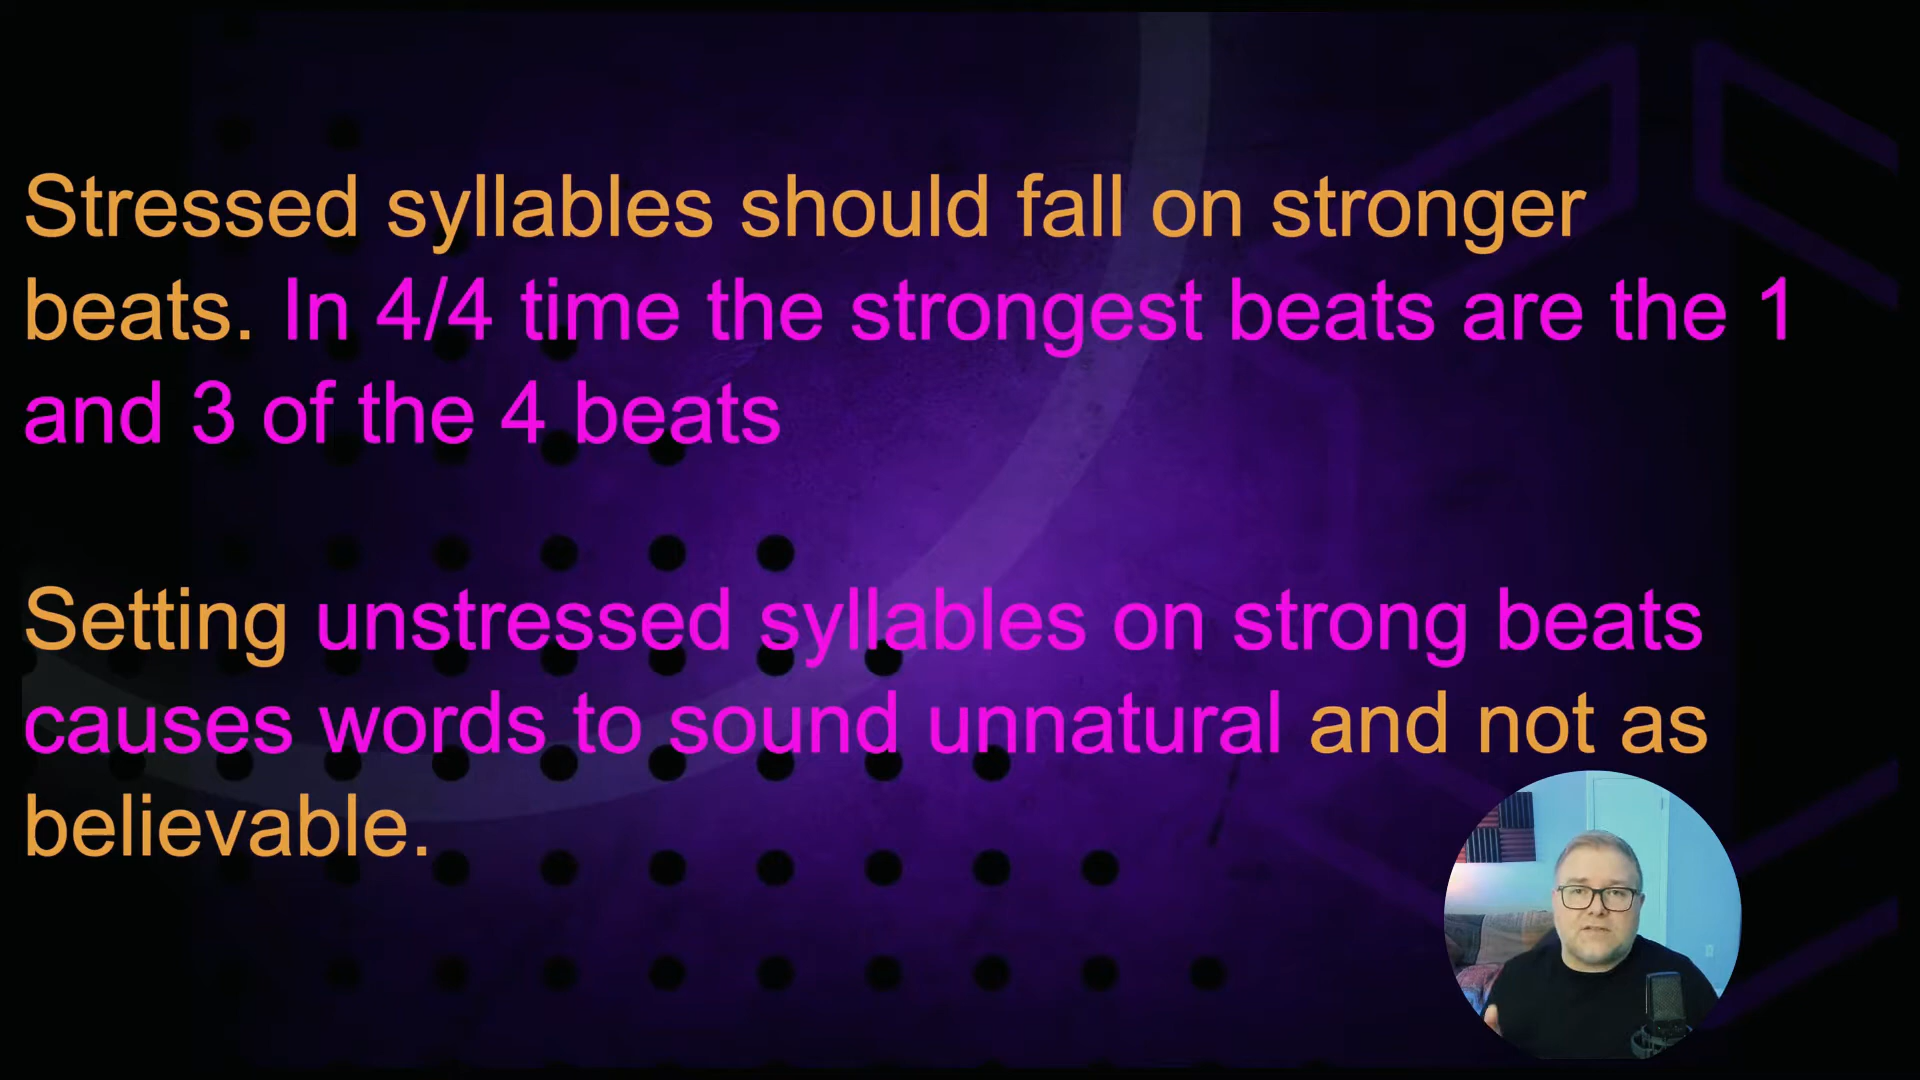 Stressed syllables should fall on stronger
beats. In 4/4 time the strongest beats are the 1
and 3 of the 4 beats
Setting unstressed syllables on strong beats
causes words to sound unnatural and not as
believable.